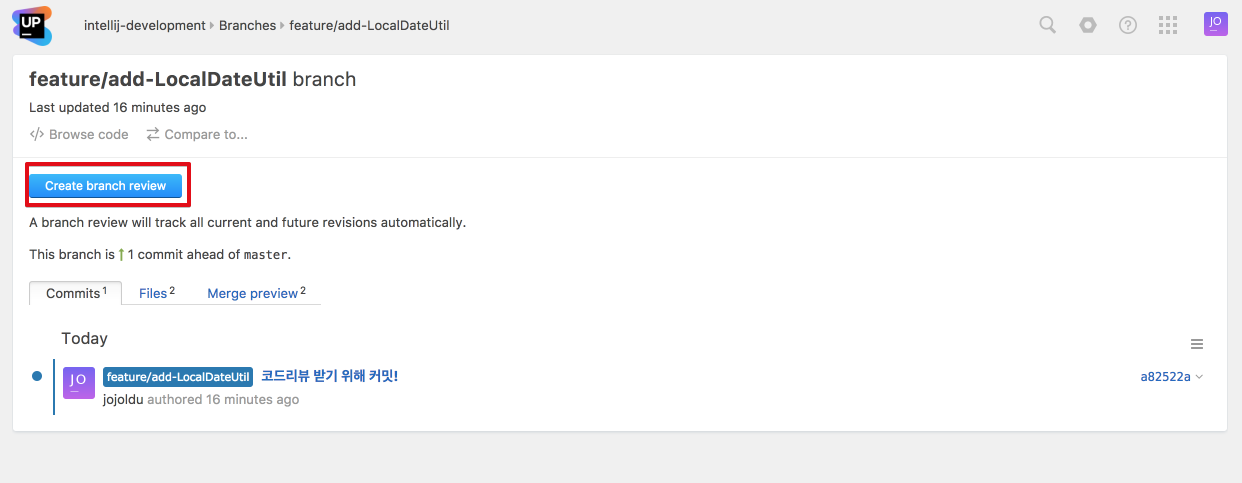 UP
intellij-development Branches feature/add-LocalDateUtil
JO
feature/add-LocalDateUtil branch
Last updated 16 minutes ago
Browse code Compare to...
Create branch review
A branch review will track all current and future revisions automatically.
This branch is 1 commit ahead of master.
Commits 1 Files 2 Merge preview 2
Today
JO feature/add-LocalDateUtil 코드리뷰 받기 위해 커밋! a82522a
jojoldu authored 16 minutes ago